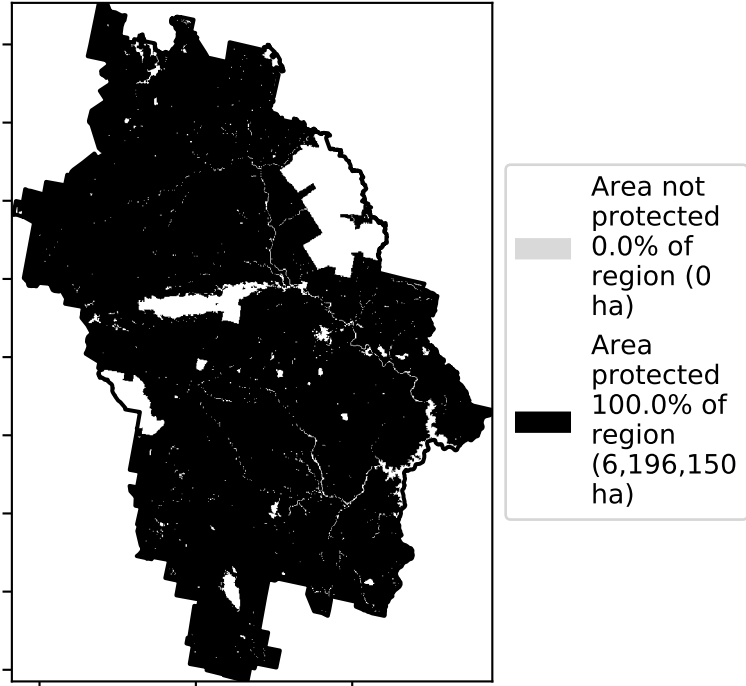 Area not
protected
0.0% of
region (0
ha)
Area
protected
100.0% of
region
(6,196,150
ha)